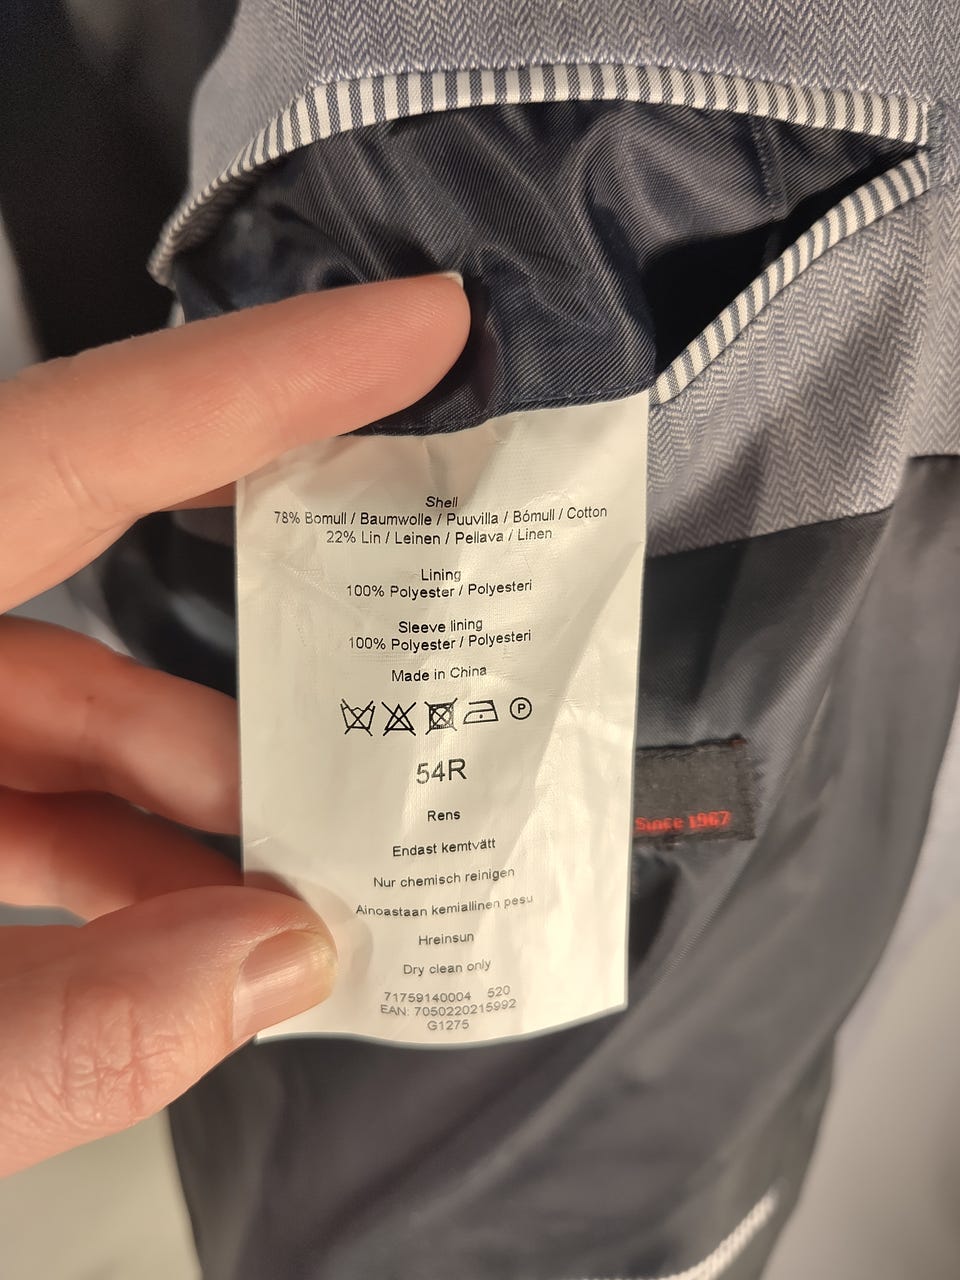 Shell
78% Bomull / Baumwolle / Puuvilla / Bómull / Cotton
22% Lin / Leinen / Pellava / Linen
Lining
100% Polyester / Polyesteri
Sleeve lining
100% Polyester / Polyesteri
Made in China
P
54R
Rens
Endast kemtvätt
Nur chemisch reinigen
Ainoastaan kemiallinen pesu
Hreinsun
Dry clean only
71759140004 520
EAN: 7050220215992
G1275
Since 1967